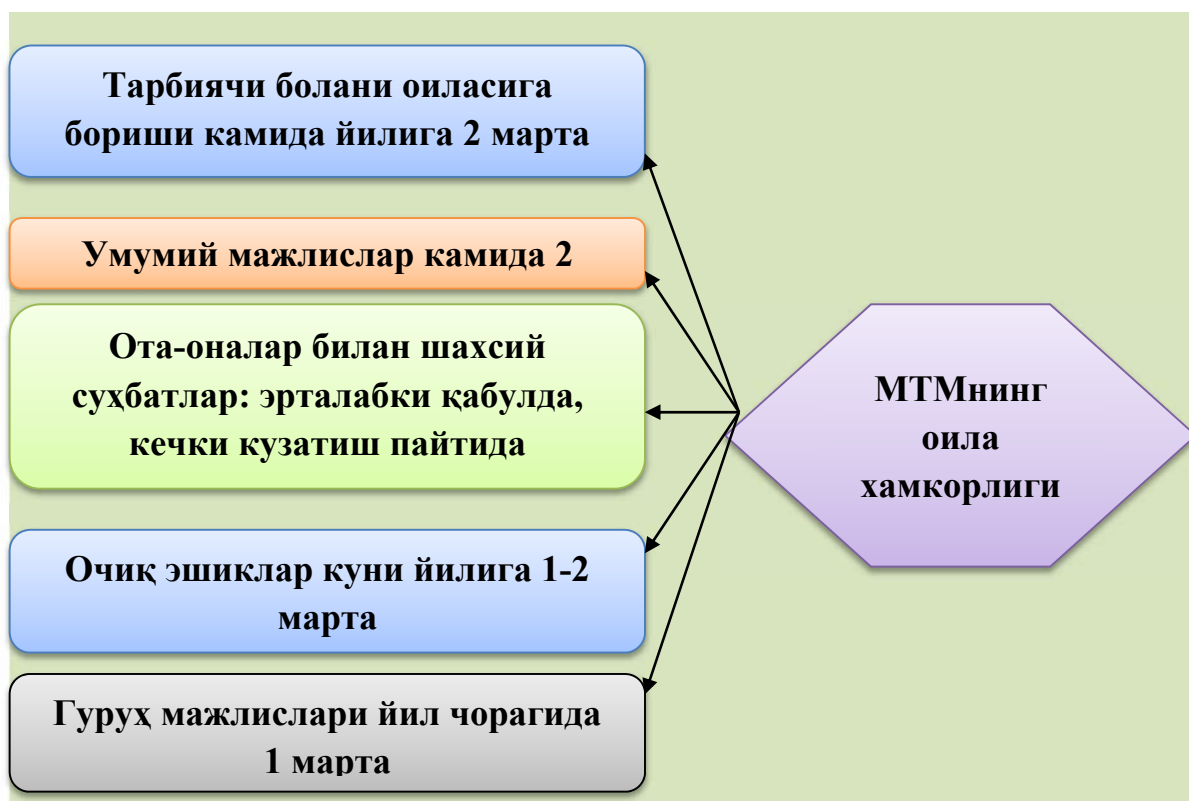 Тарбиячи болани оиласига
бориши камида йилига 2 марта
Умумий мажлислар камида 2
Ота-оналар билан шахсий
суҳбатлар: эрталабки қабулда,
кечки кузатиш пайтида
МТМнинг
оила
хамкорлиги
Очиқ эшиклар куни йилига 1-2
марта
Гуруҳ мажлислари йил чорагида
1 марта